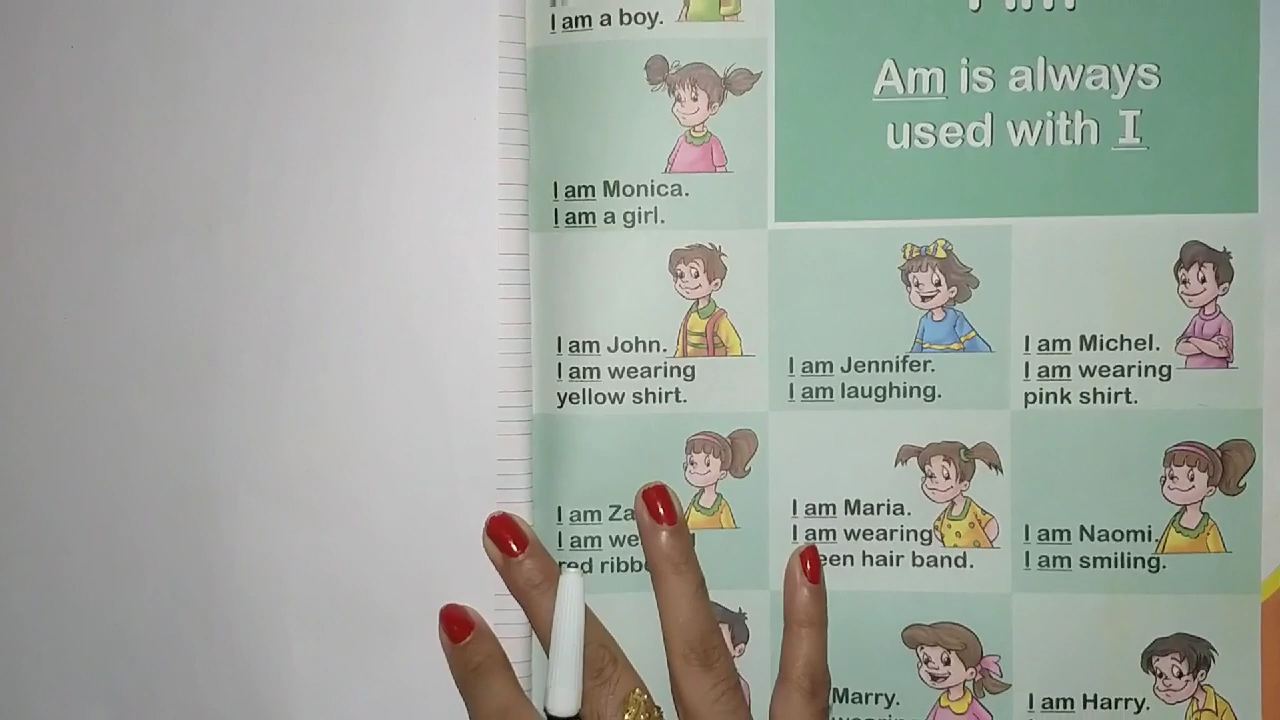 I am a boy.
Am is always
used with I
I am Monica.
I am a girl.
I am John.
I am wearing
yellow shirt.
I am Jennifer.
I am laughing.
I am Michel.
I am wearing
pink shirt.
I am
I am
red
I am Maria.
I am wearing
hair band.
I am Naomi.
I am smiling.
Marry.
I am Harry.